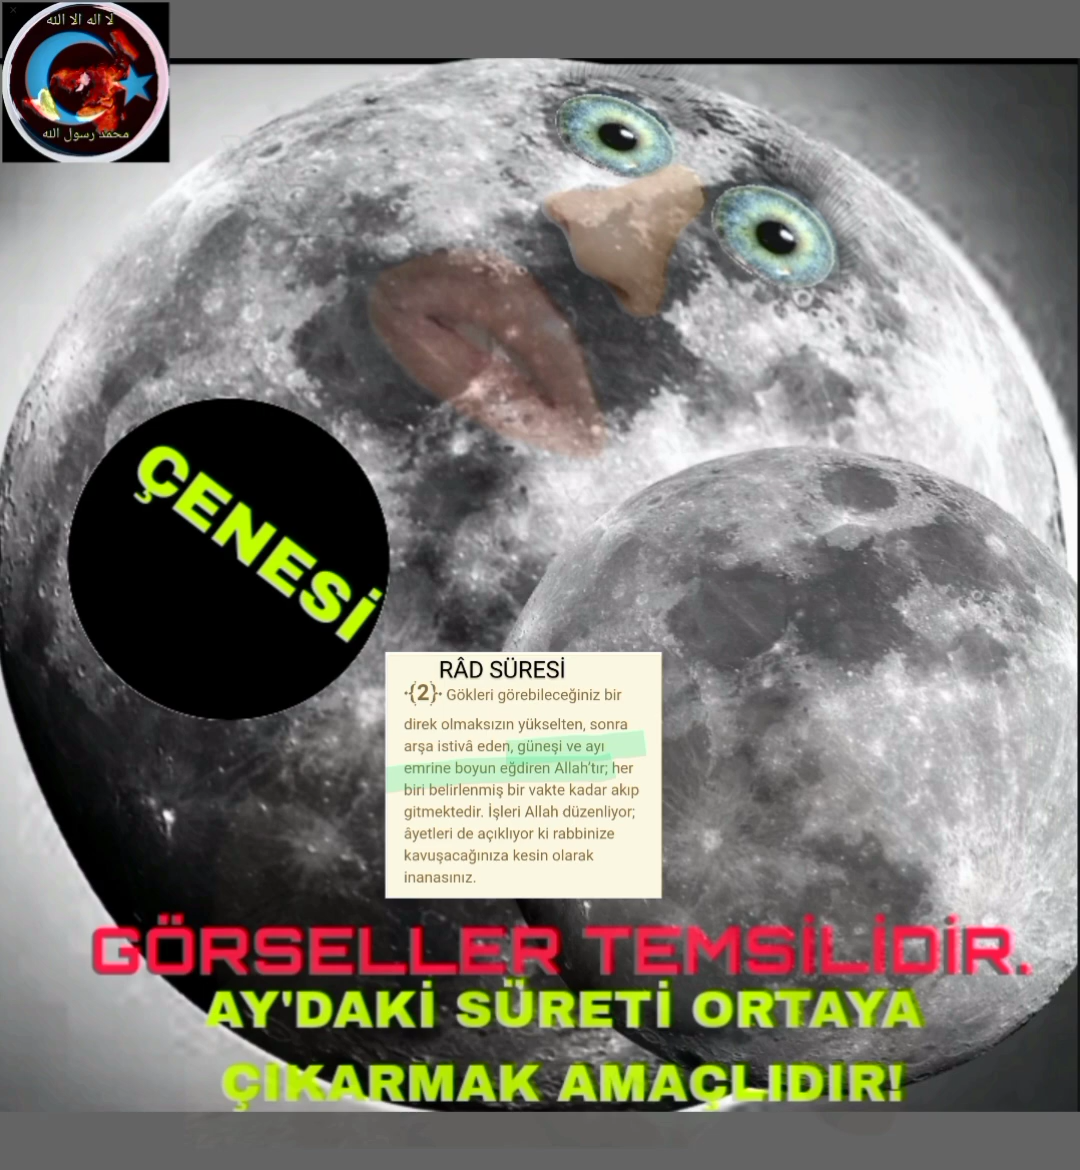 لا اله الا الله
محمد رسول الله
ÇENESİ
RÂD SÜRESİ
·{2}· Gökleri görebileceğiniz bir
direk olmaksızın yükselten, sonra
arşa istivâ eden, güneşi ve ayı
emrine boyun eğdiren Allah'tır; her
biri belirlenmiş bir vakte kadar akıp
gitmektedir. İşleri Allah düzenliyor;
âyetleri de açıklıyor ki rabbinize
kavuşacağınıza kesin olarak
inanasınız.
GÖRSELLER TEMSİLİDİR.
AY'DAKİ SÜRETİ ORTAYA
ÇIKARMAK AMAÇLIDIR!